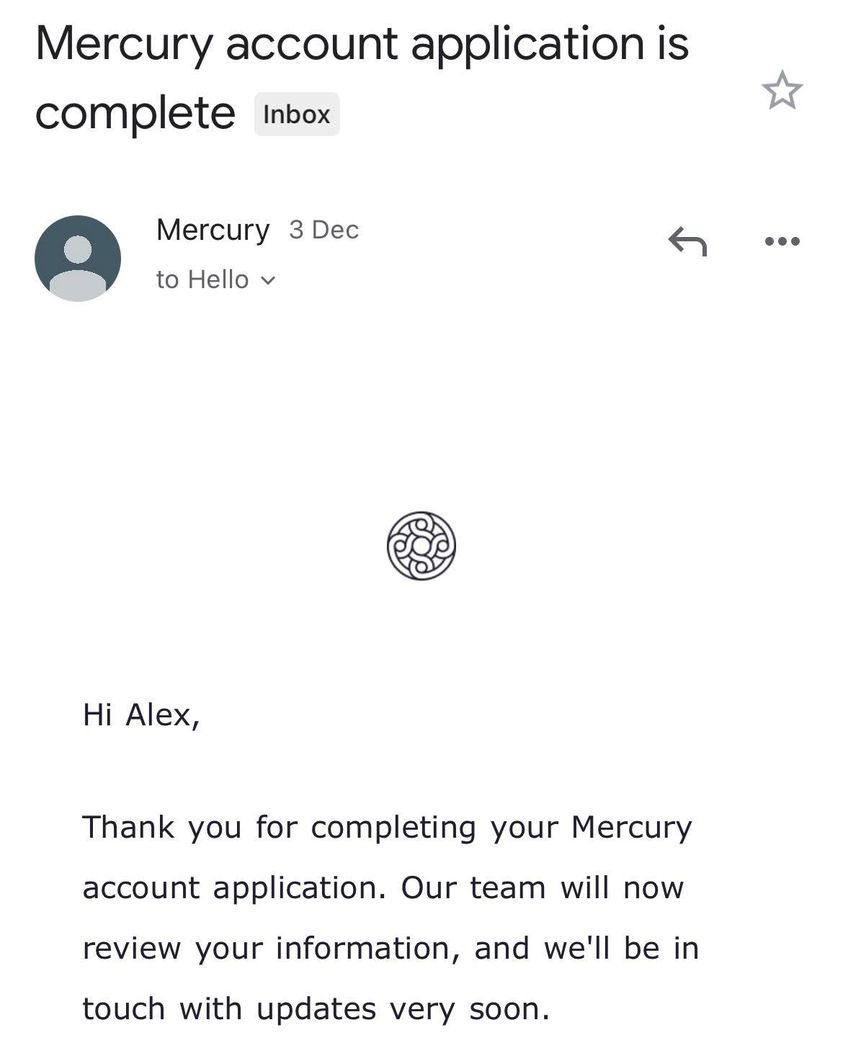 Mercury account application is
complete Inbox
Mercury 3 Dec
to Hello
Hi Alex,
Thank you for completing your Mercury
account application. Our team will now
review your information, and we'll be in
touch with updates very soon.